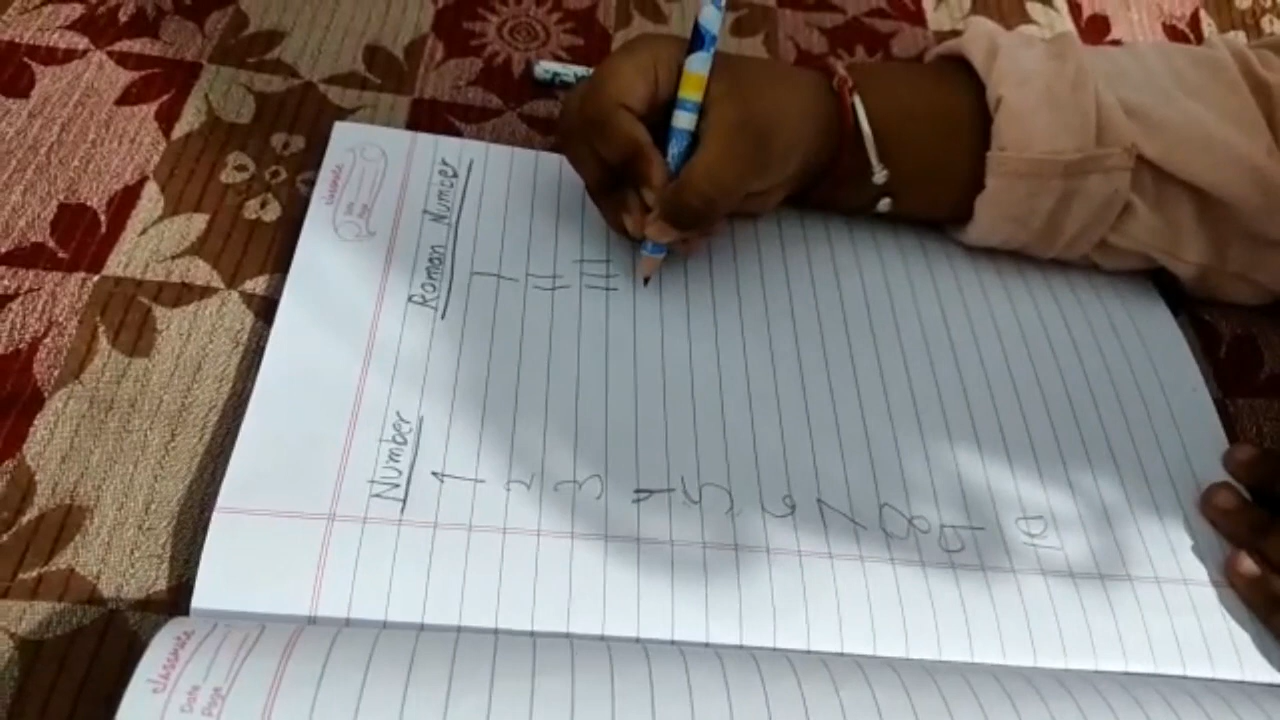 classmate
Date
Page
Number Roman Number
1 I
2 II
3 III
4
5
6
7
8
9
10
classmate
Date
Page